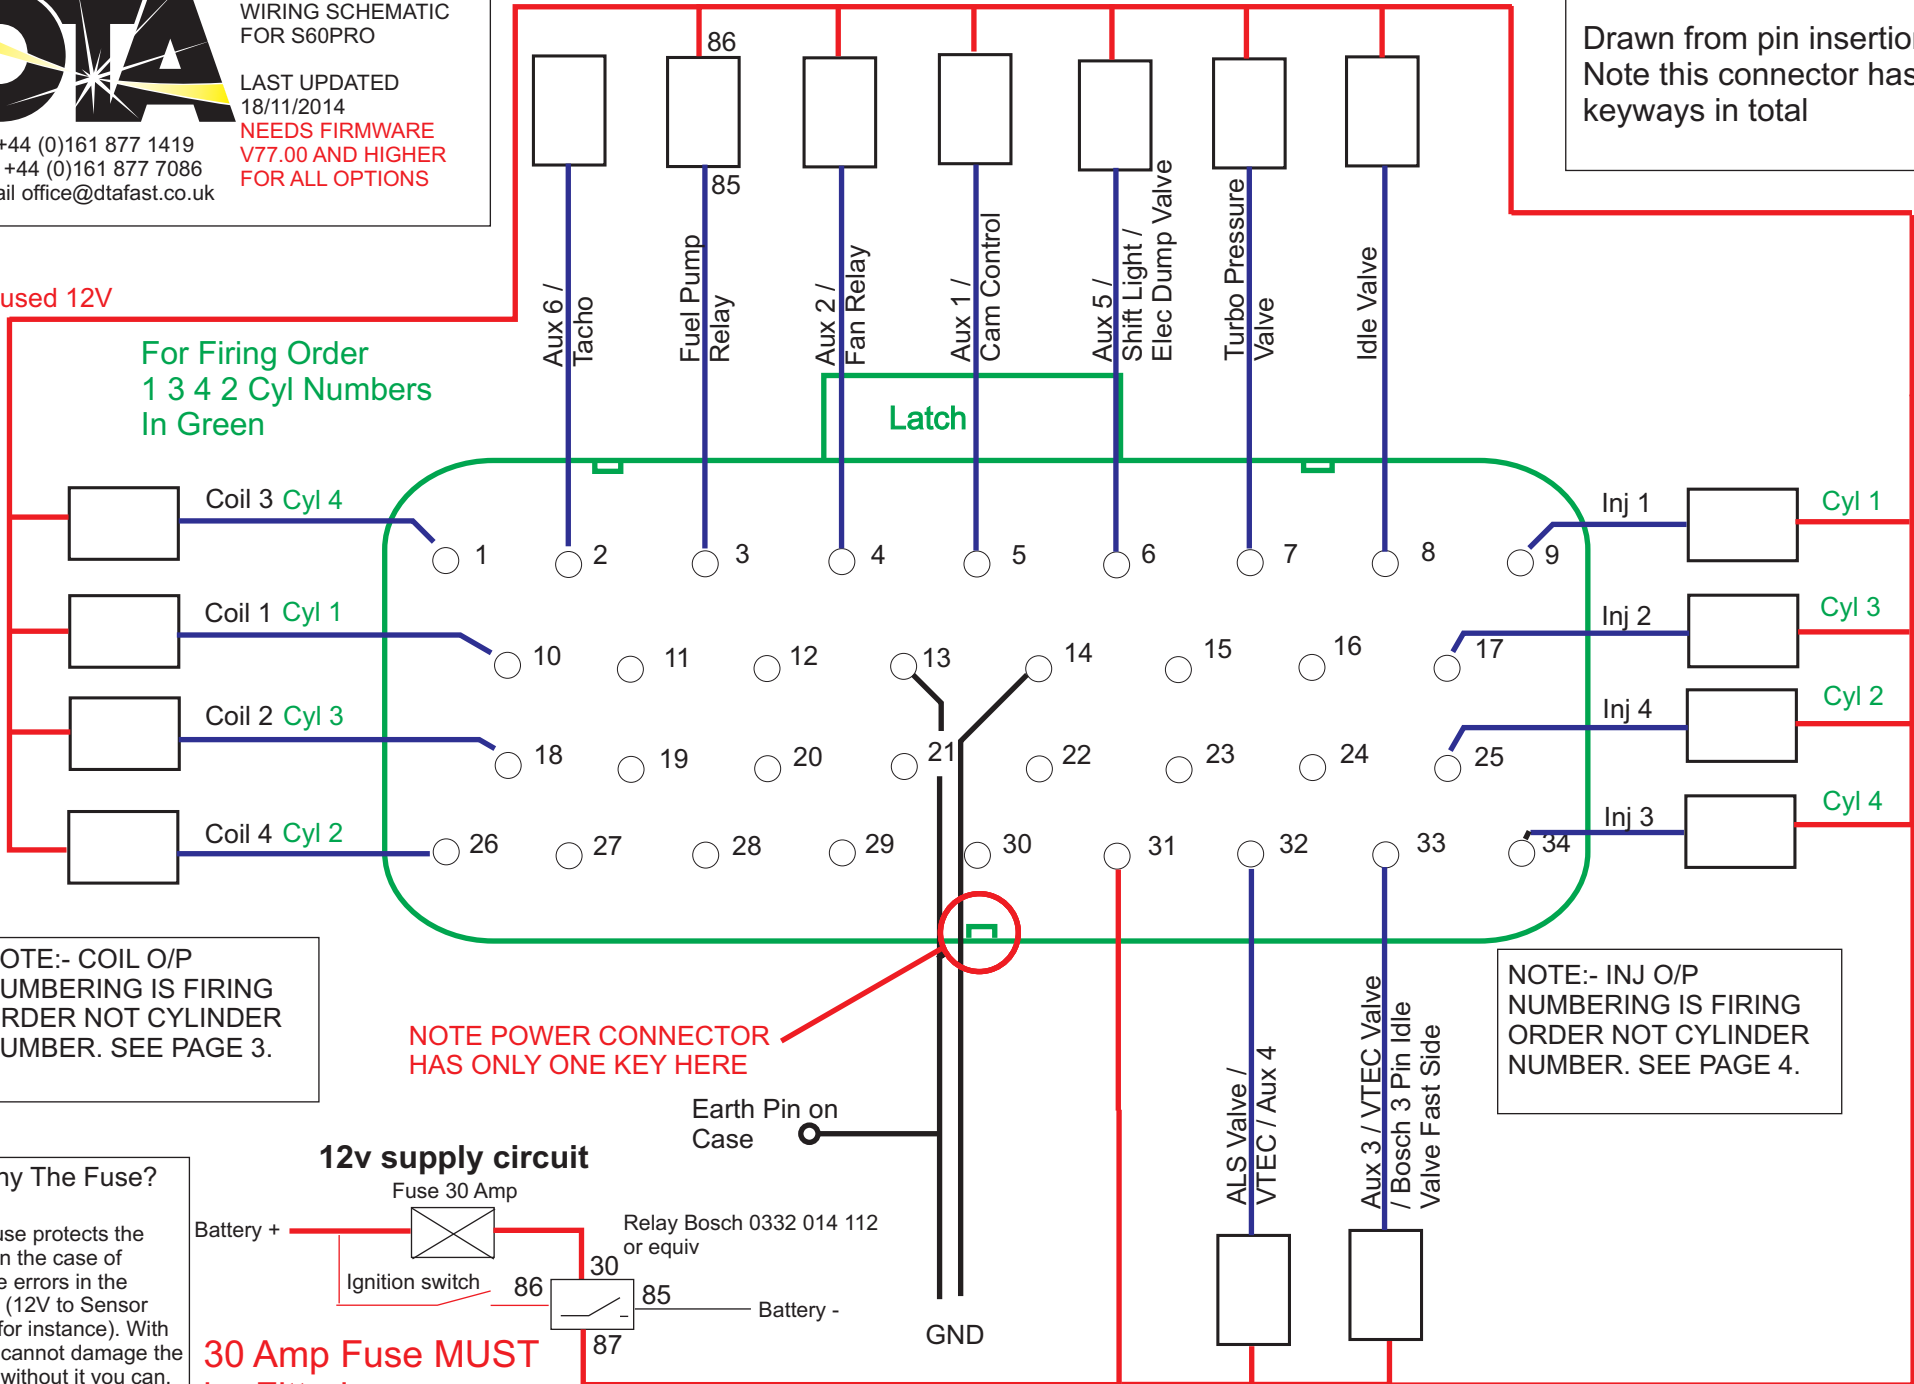 DTA
WIRING SCHEMATIC
FOR S60PRO
LAST UPDATED
18/11/2014
NEEDS FIRMWARE
V77.00 AND HIGHER
FOR ALL OPTIONS
+44 (0)161 877 1419
+44 (0)161 877 7086
ail office@dtafast.co.uk
Drawn from pin insertion
Note this connector has
keyways in total
used 12V
For Firing Order
1 3 4 2 Cyl Numbers
In Green
86
85
Aux 6 /
Tacho
Fuel Pump
Relay
Aux 2 /
Fan Relay
Aux 1 /
Cam Control
Aux 5 /
Shift Light /
Elec Dump Valve
Turbo Pressure
Valve
Idle Valve
Latch
Coil 3 Cyl 4
Coil 1 Cyl 1
Coil 2 Cyl 3
Coil 4 Cyl 2
Inj 1 Cyl 1
Inj 2 Cyl 3
Inj 4 Cyl 2
Inj 3 Cyl 4
1 2 3 4 5 6 7 8 9
10 11 12 13 14 15 16 17
18 19 20 21 22 23 24 25
26 27 28 29 30 31 32 33 34
OTE:- COIL O/P
UMBERING IS FIRING
RDER NOT CYLINDER
UMBER. SEE PAGE 3.
NOTE POWER CONNECTOR
HAS ONLY ONE KEY HERE
NOTE:- INJ O/P
NUMBERING IS FIRING
ORDER NOT CYLINDER
NUMBER. SEE PAGE 4.
Earth Pin on
Case
GND
ALS Valve /
VTEC / Aux 4
Aux 3 / VTEC Valve
/ Bosch 3 Pin Idle
Valve Fast Side
hy The Fuse?
use protects the
n the case of
e errors in the
(12V to Sensor
for instance). With
cannot damage the
without it you can.
12v supply circuit
Fuse 30 Amp
Battery +
Relay Bosch 0332 014 112
or equiv
Ignition switch
30
86
85
87
Battery -
30 Amp Fuse MUST